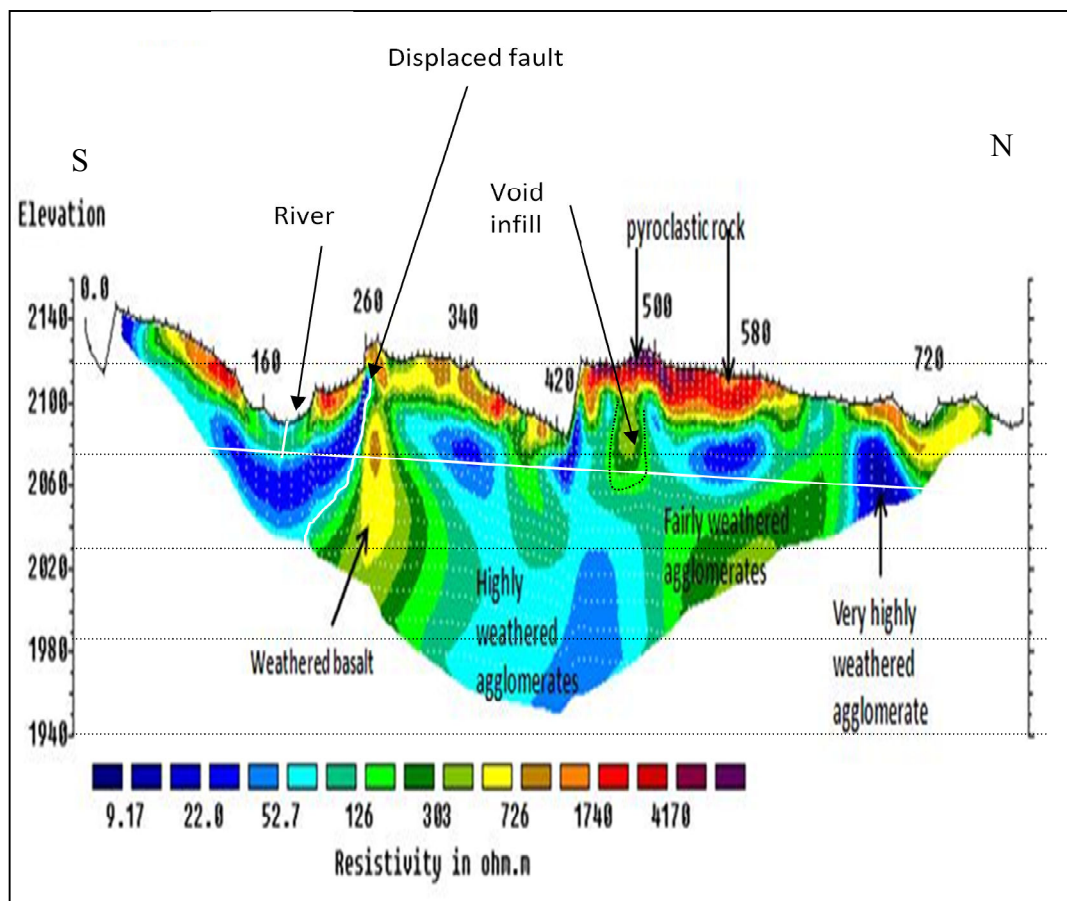 Displaced fault
S
N
Void
infill
Elevation
River
pyroclastic rock
0.0
260
500
2140
340
580
160
720
420
2100
2060
Fairly weathered
agglomerates
2020
Highly
weathered
agglomerates
Very highly
weathered
agglomerate
Weathered basalt
1980
1940
9.17 22.0 52.7 126 303 726 1740 4170
Resistivity in ohm.m